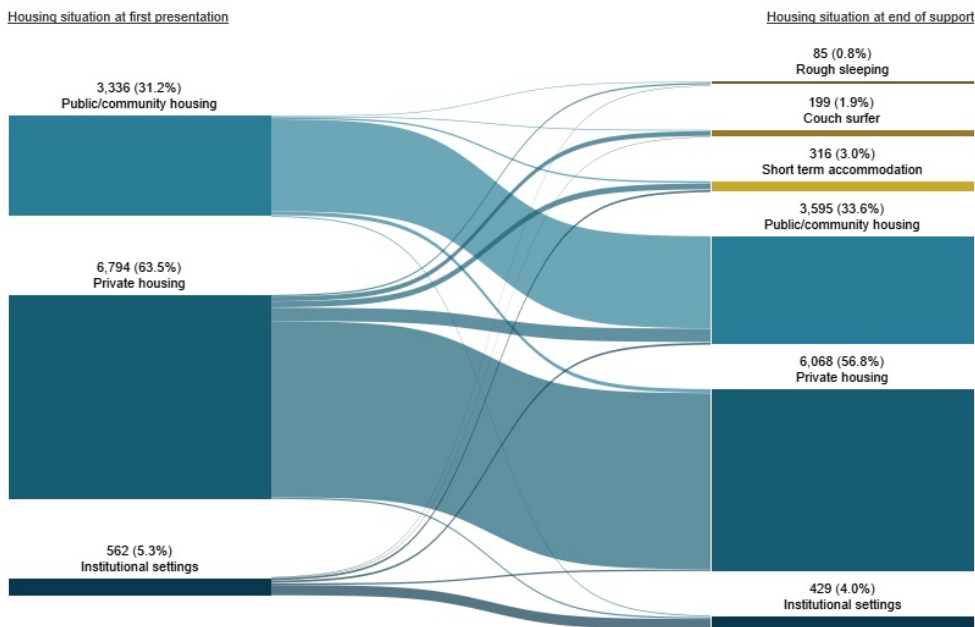 Housing situation at first presentation
Housing situation at end of support
3,336 (31.2%)
Public/community housing
6,794 (63.5%)
Private housing
562 (5.3%)
Institutional settings
85 (0.8%)
Rough sleeping
199 (1.9%)
Couch surfer
316 (3.0%)
Short term accommodation
3,595 (33.6%)
Public/community housing
6,068 (56.8%)
Private housing
429 (4.0%)
Institutional settings